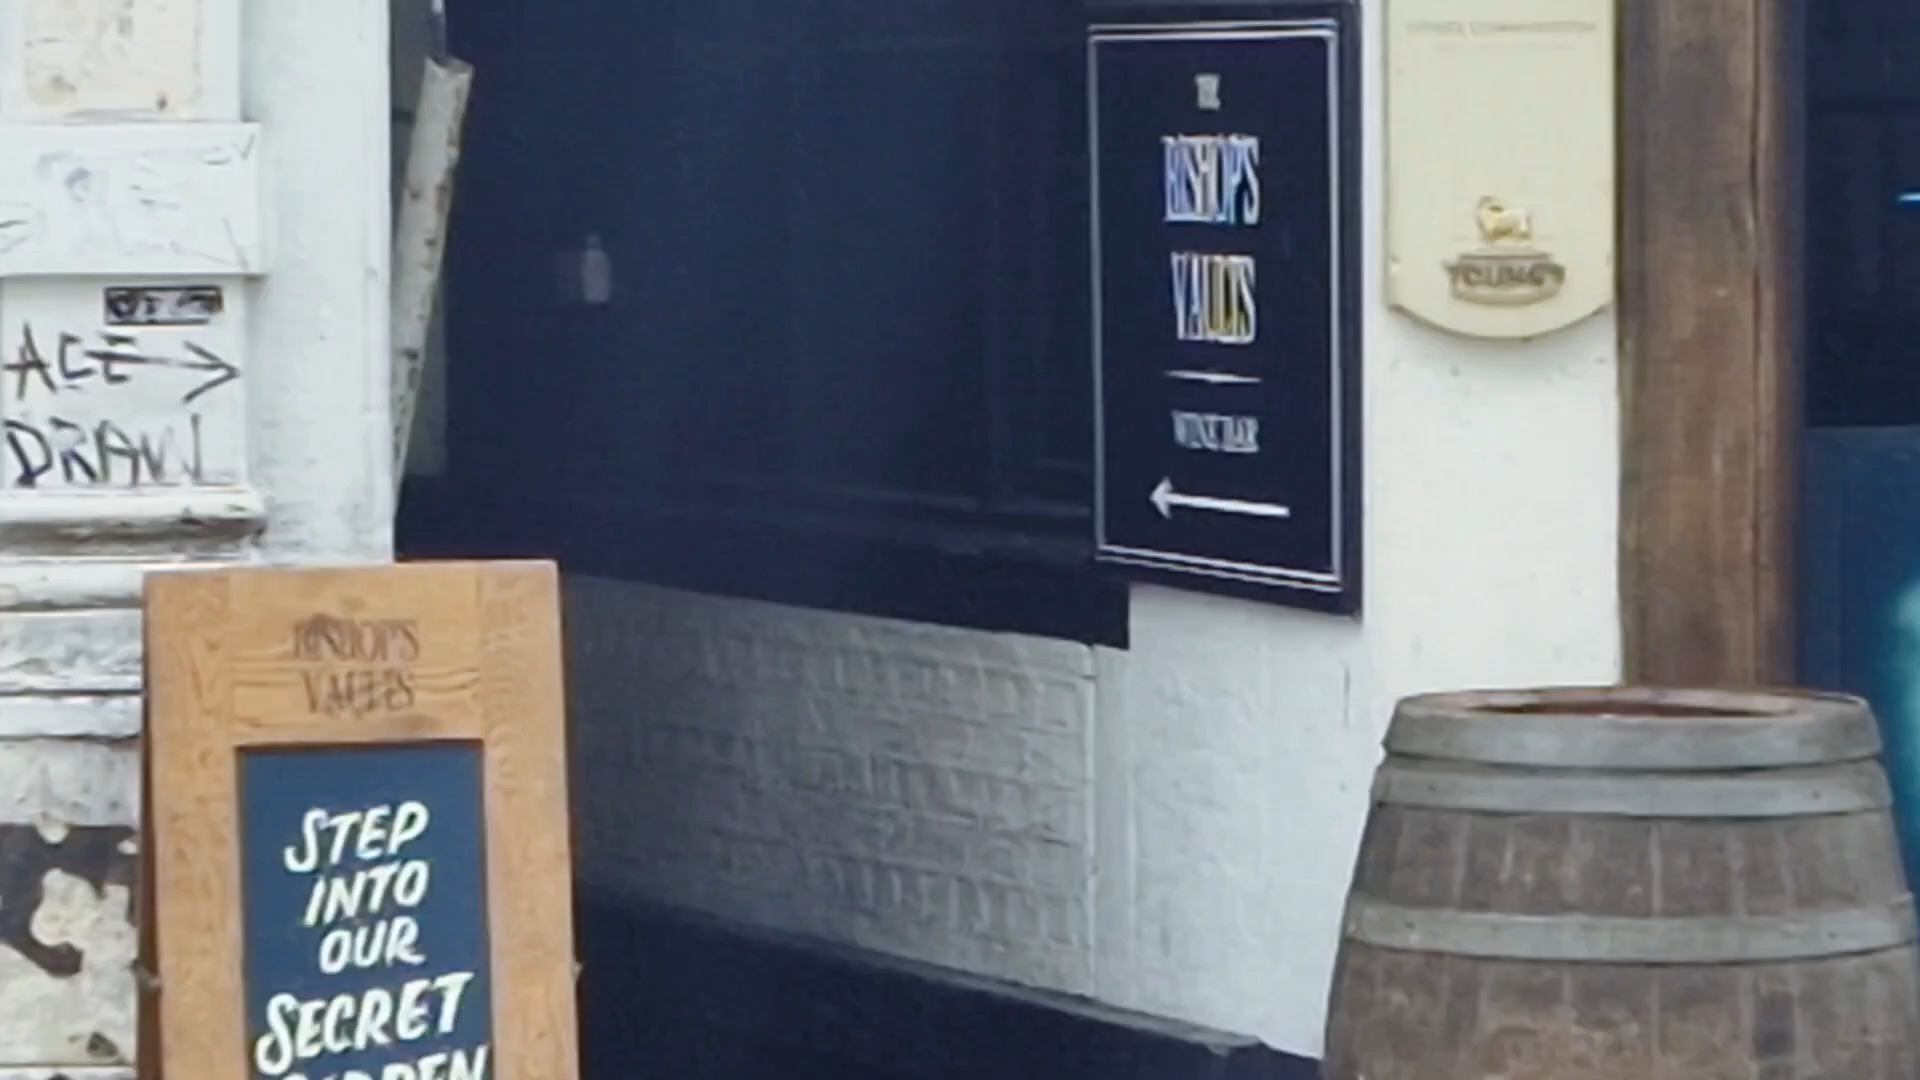 ACE
DRAW
THE
BISHOP'S
VAULTS
WINE BAR
YOUNG'S
BISHOP'S
VAULTS
STEP
INTO
OUR
SECRET